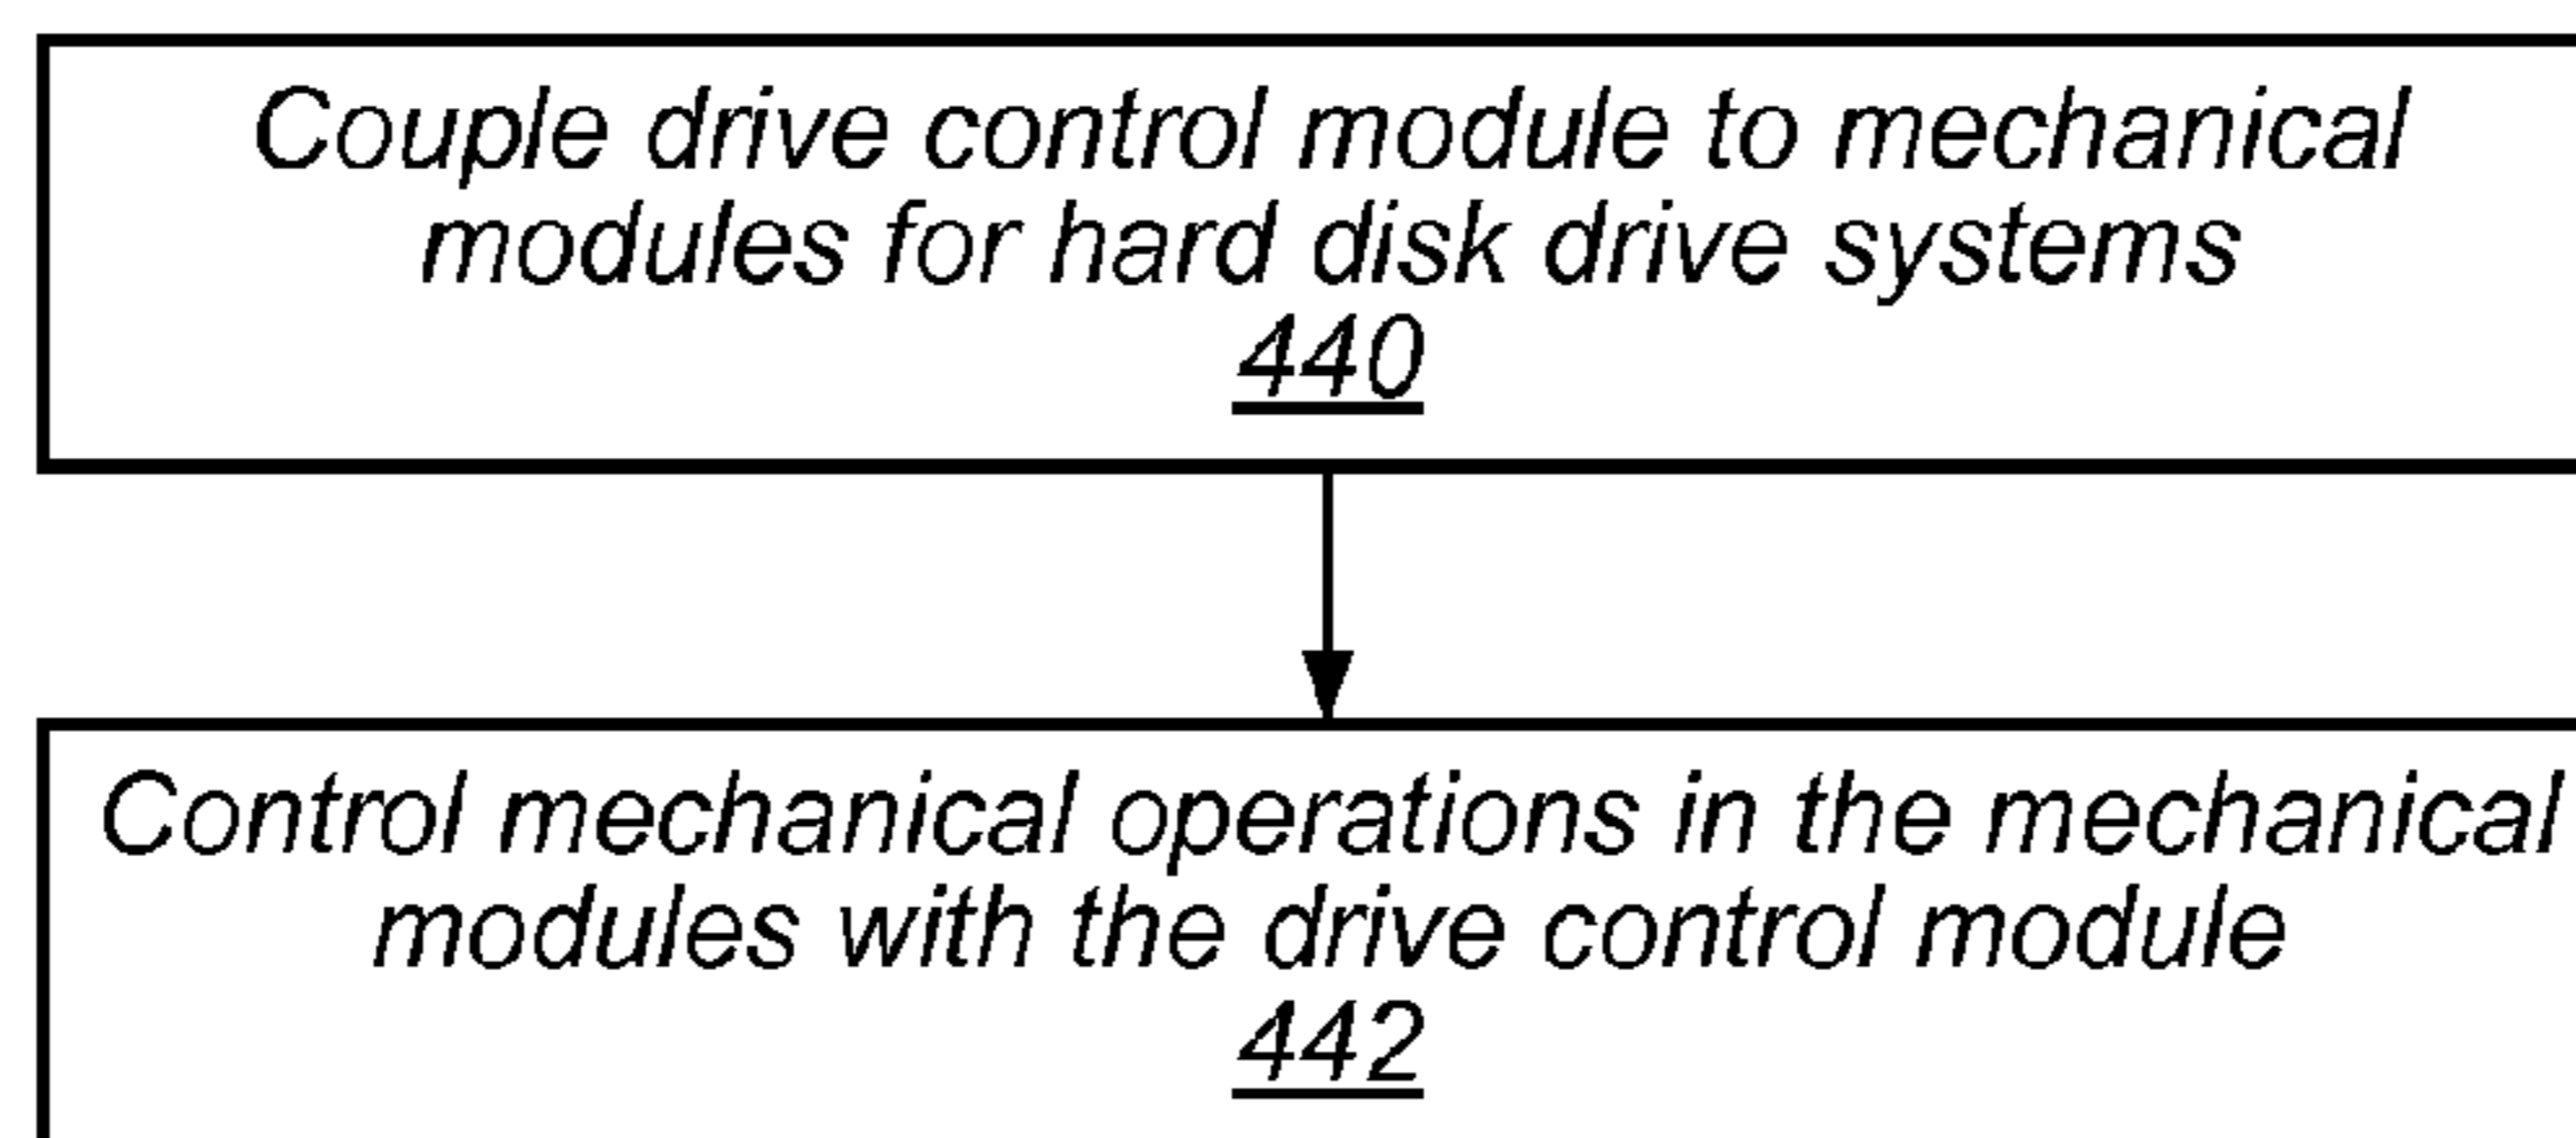 Couple drive control module to mechanical
modules for hard disk drive systems
440
Control mechanical operations in the mechanical
modules with the drive control module
442